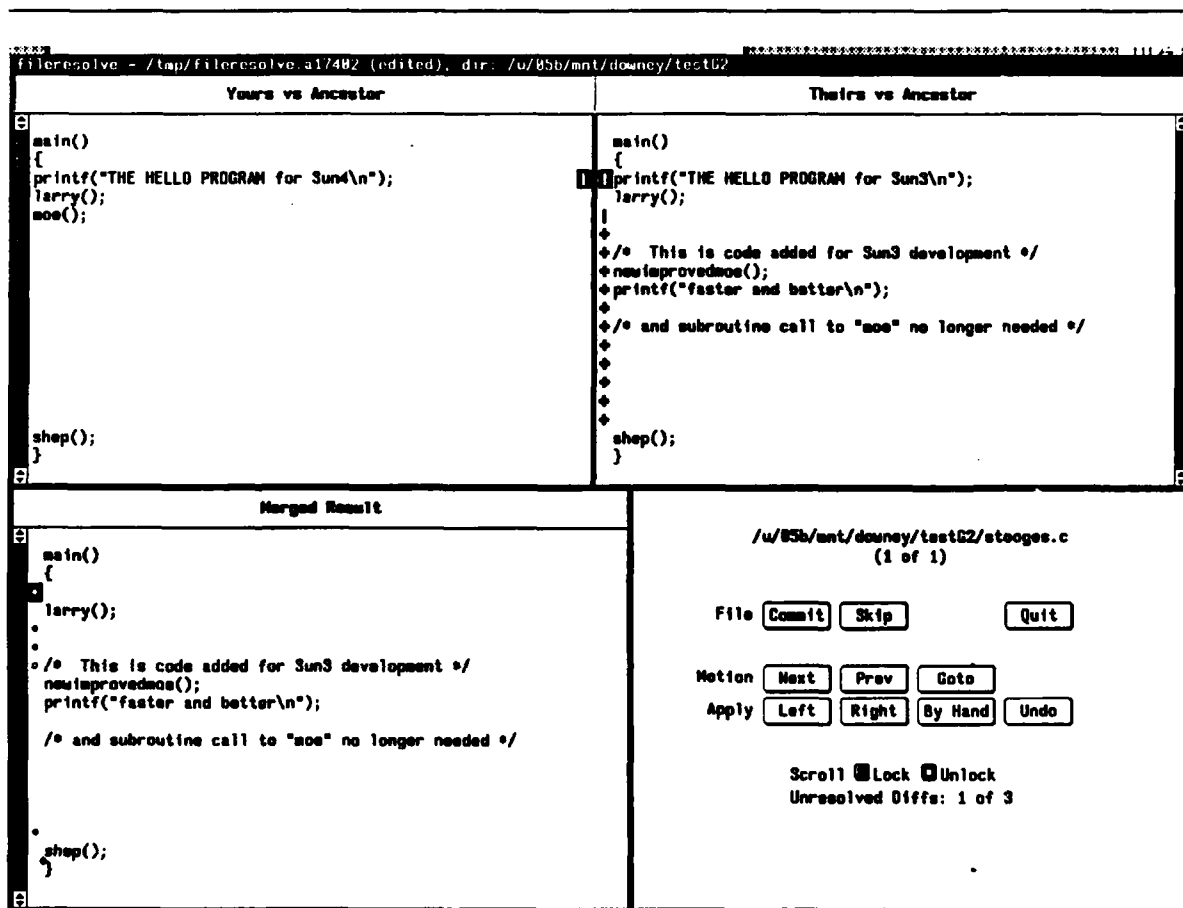 fileresolve - /tmp/fileresolve.a17402 (edited), dir: /u/05b/mnt/downey/testG2
Yours vs Ancestor
main()
{
printf("THE HELLO PROGRAM for Sun4\n");
larry();
moe();
shep();
}
Theirs vs Ancestor
main()
{
printf("THE HELLO PROGRAM for Sun3\n");
larry();
|
+
+/* This is code added for Sun3 development */
+newimprovedmoe();
+printf("faster and better\n");
+
+/* and subroutine call to "moe" no longer needed */
+
+
+
+
+
shep();
}
Merged Result
main()
{
larry();
/* This is code added for Sun3 development */
newimprovedmoe();
printf("faster and better\n");
/* and subroutine call to "moe" no longer needed */
shep();
}
/u/05b/mnt/downey/testG2/stooges.c
(1 of 1)
File Commit Skip Quit
Motion Next Prev Goto
Apply Left Right By Hand Undo
Scroll Lock Unlock
Unresolved Diffs: 1 of 3